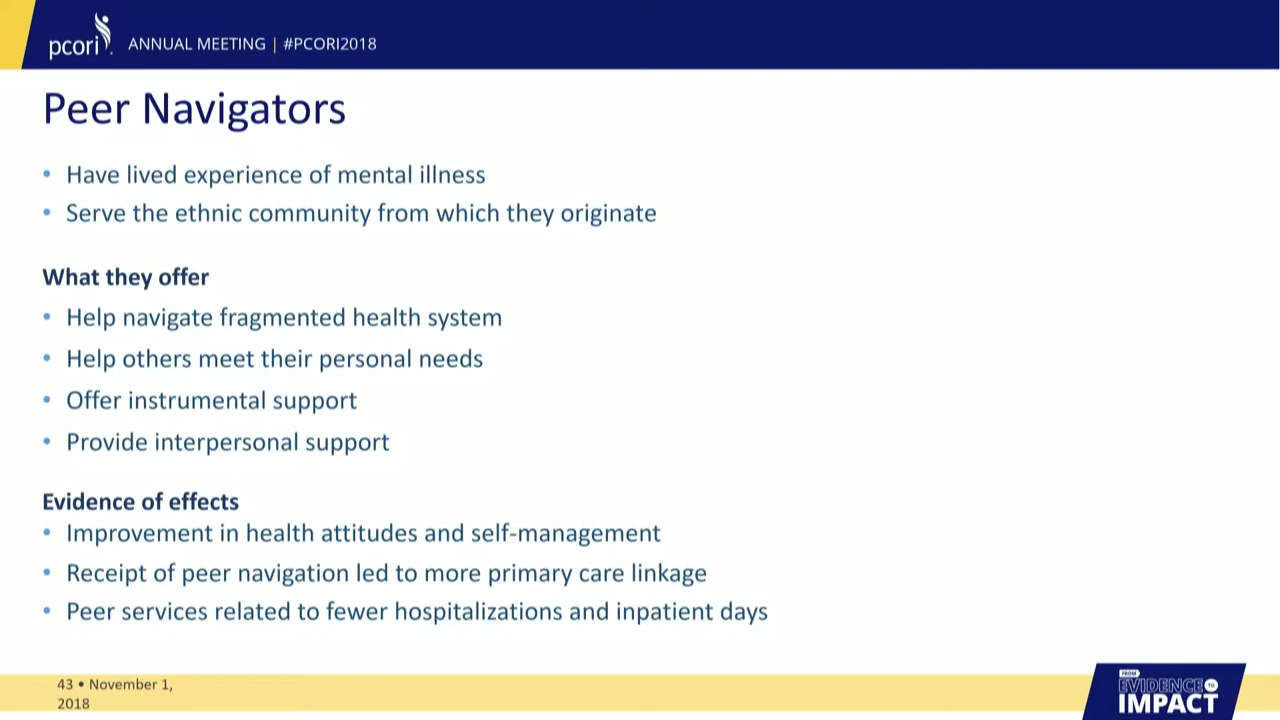 pcori
ANNUAL MEETING | #PCORI2018
Peer Navigators
• Have lived experience of mental illness
• Serve the ethnic community from which they originate
What they offer
• Help navigate fragmented health system
• Help others meet their personal needs
• Offer instrumental support
• Provide interpersonal support
Evidence of effects
• Improvement in health attitudes and self-management
• Receipt of peer navigation led to more primary care linkage
• Peer services related to fewer hospitalizations and inpatient days
43 • November 1,
2018
FROM
EVIDENCE TO
IMPACT